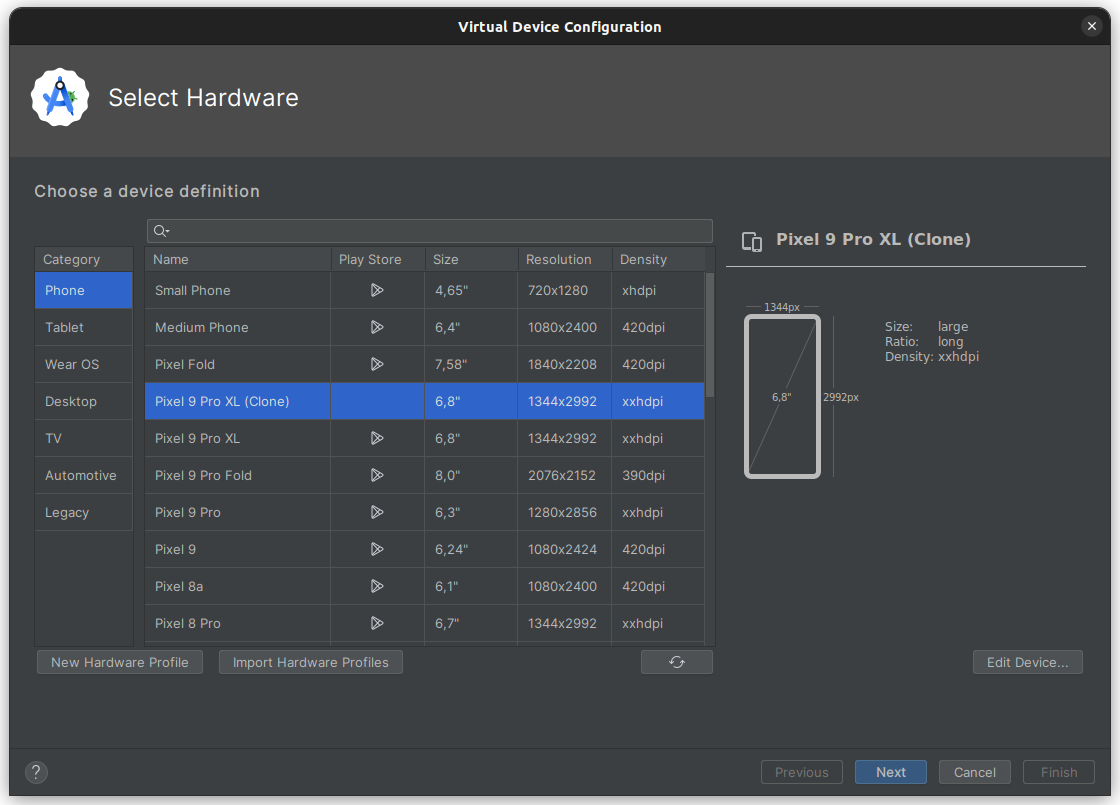 Virtual Device Configuration
Select Hardware
Choose a device definition
Category
Phone
Tablet
Wear OS
Desktop
TV
Automotive
Legacy
Name Play Store Size Resolution Density
Small Phone 4,65" 720x1280 xhdpi
Medium Phone 6,4" 1080x2400 420dpi
Pixel Fold 7,58" 1840x2208 420dpi
Pixel 9 Pro XL (Clone) 6,8" 1344x2992 xxhdpi
Pixel 9 Pro XL 6,8" 1344x2992 xxhdpi
Pixel 9 Pro Fold 8,0" 2076x2152 390dpi
Pixel 9 Pro 6,3" 1280x2856 xxhdpi
Pixel 9 6,24" 1080x2424 420dpi
Pixel 8a 6,1" 1080x2400 420dpi
Pixel 8 Pro 6,7" 1344x2992 xxhdpi
New Hardware Profile
Import Hardware Profiles
Pixel 9 Pro XL (Clone)
1344px
6,8"
2992px
Size: large
Ratio: long
Density: xxhdpi
Edit Device...
?
Previous
Next
Cancel
Finish